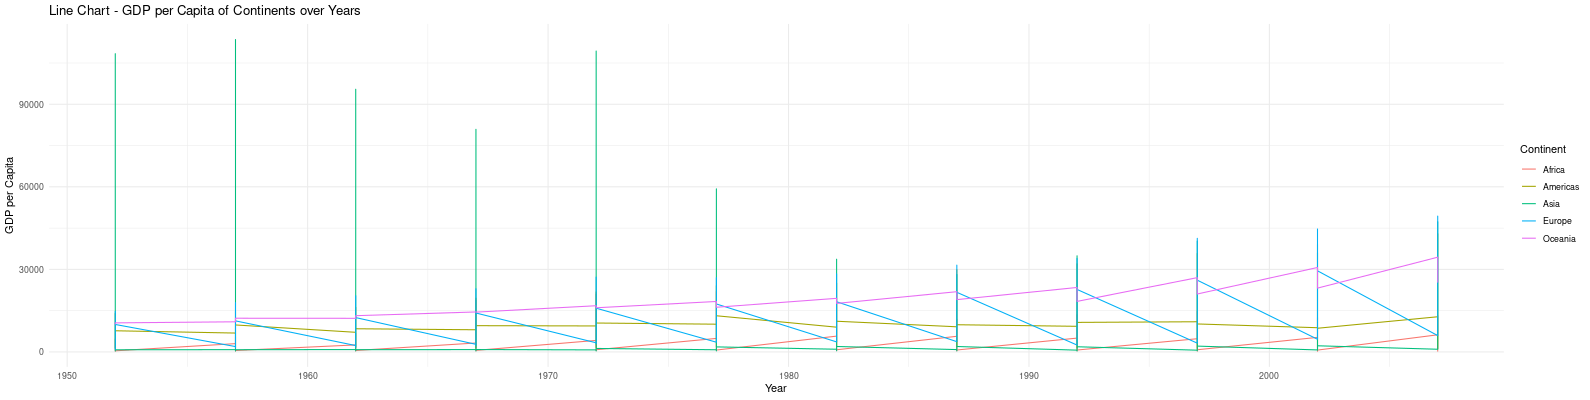 Line Chart - GDP per Capita of Continents over Years
GDP per Capita
90000
60000
30000
0
1950
1960
1970
1980
1990
2000
Year
Continent
Africa
Americas
Asia
Europe
Oceania